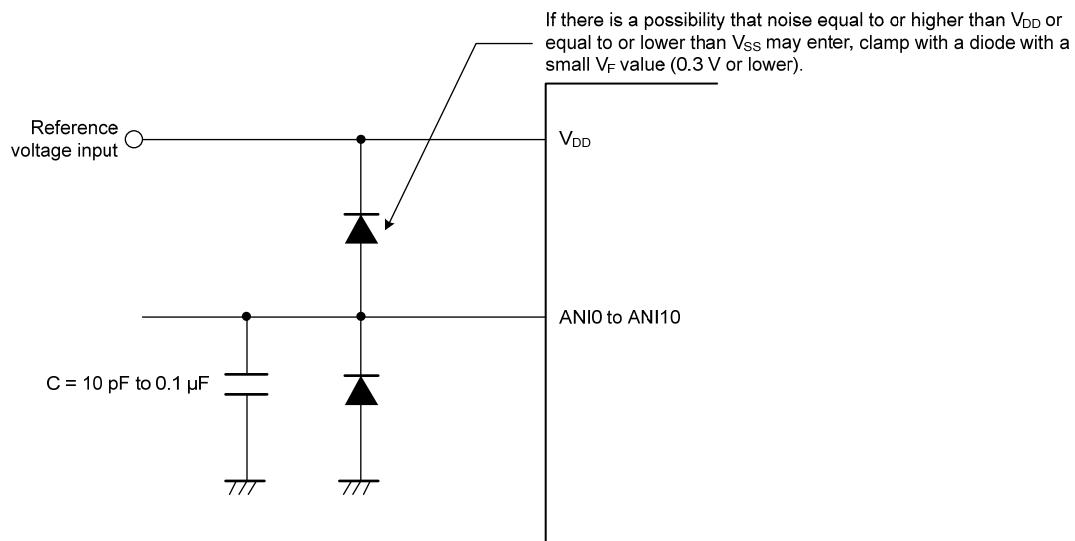 If there is a possibility that noise equal to or higher than VDD or
equal to or lower than VSS may enter, clamp with a diode with a
small VF value (0.3 V or lower).
Reference
voltage input
VDD
ANI0 to ANI10
C = 10 pF to 0.1 µF